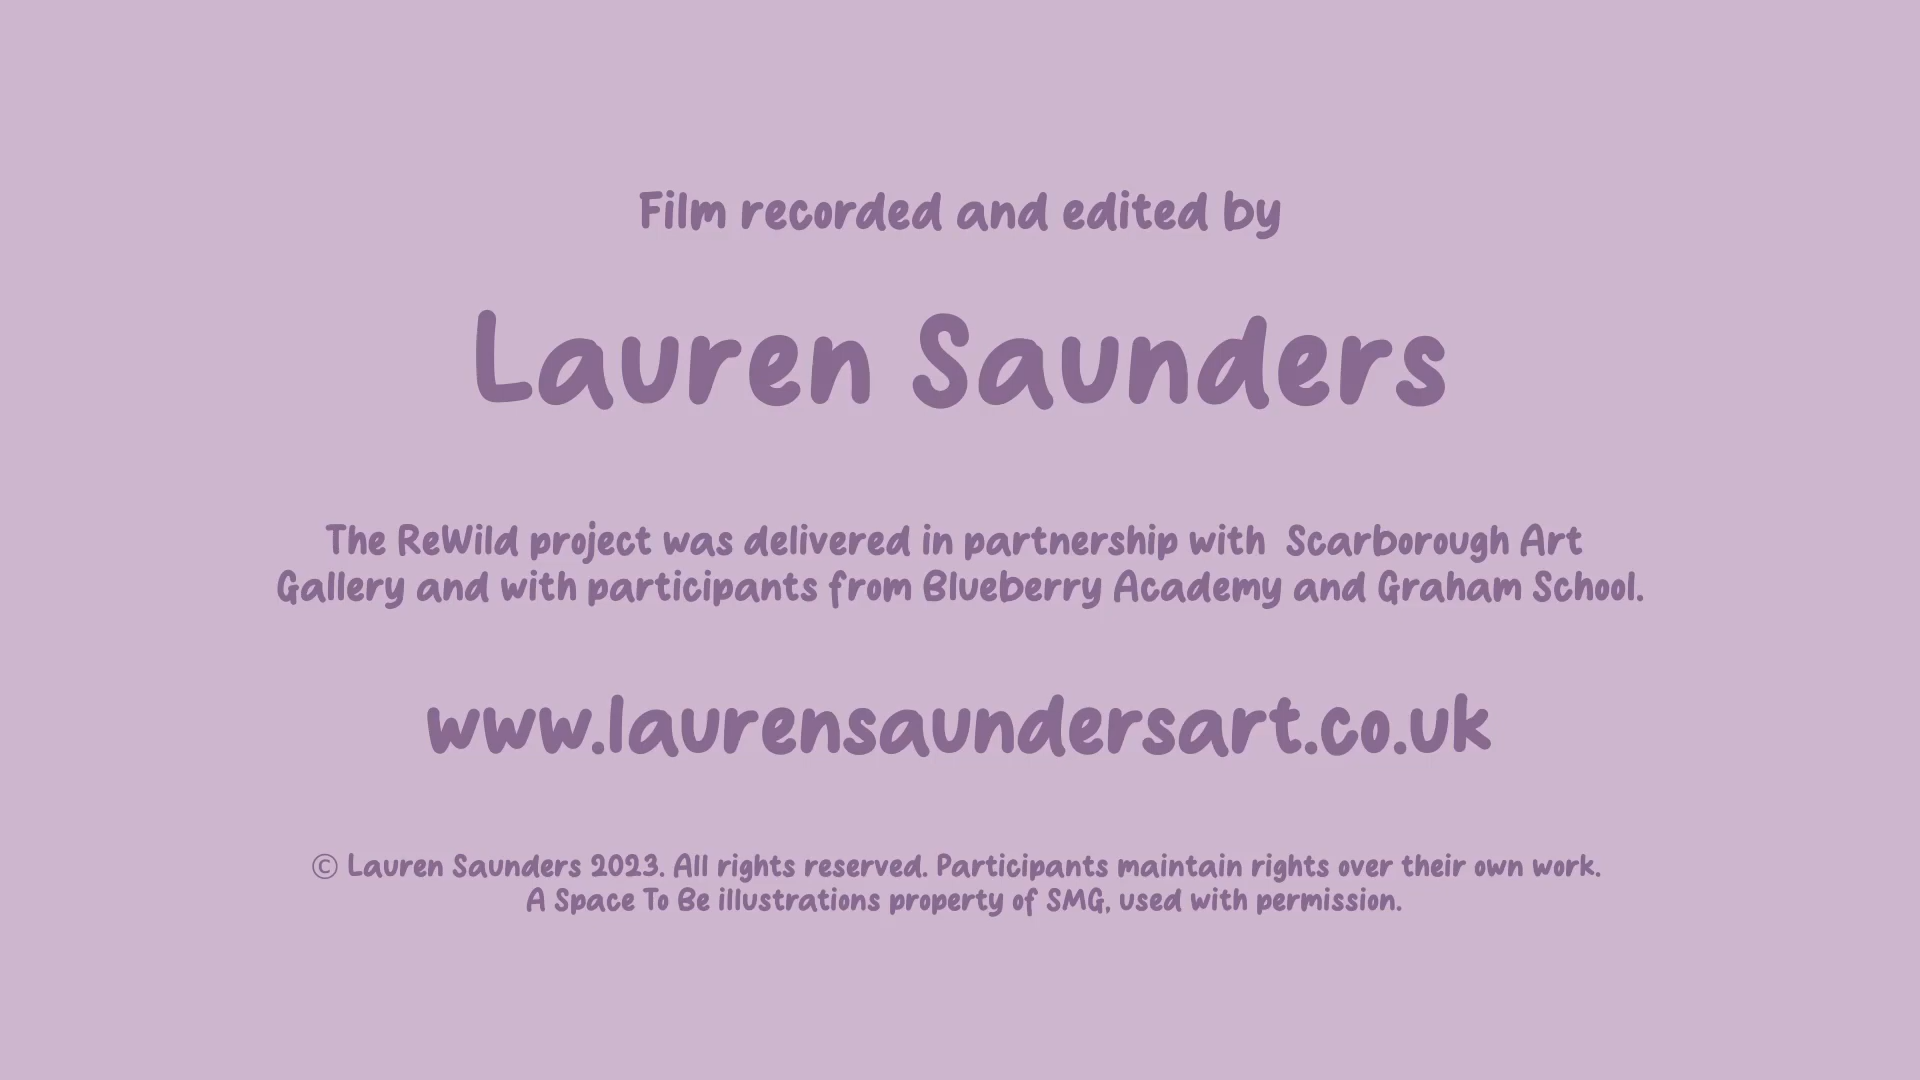 Film recorded and edited by
Lauren Saunders
The ReWild project was delivered in partnership with Scarborough Art
Gallery and with participants from Blueberry Academy and Graham School.
www.laurensaundersart.co.uk
© Lauren Saunders 2023. All rights reserved. Participants maintain rights over their own work.
A Space To Be illustrations property of SMG, used with permission.